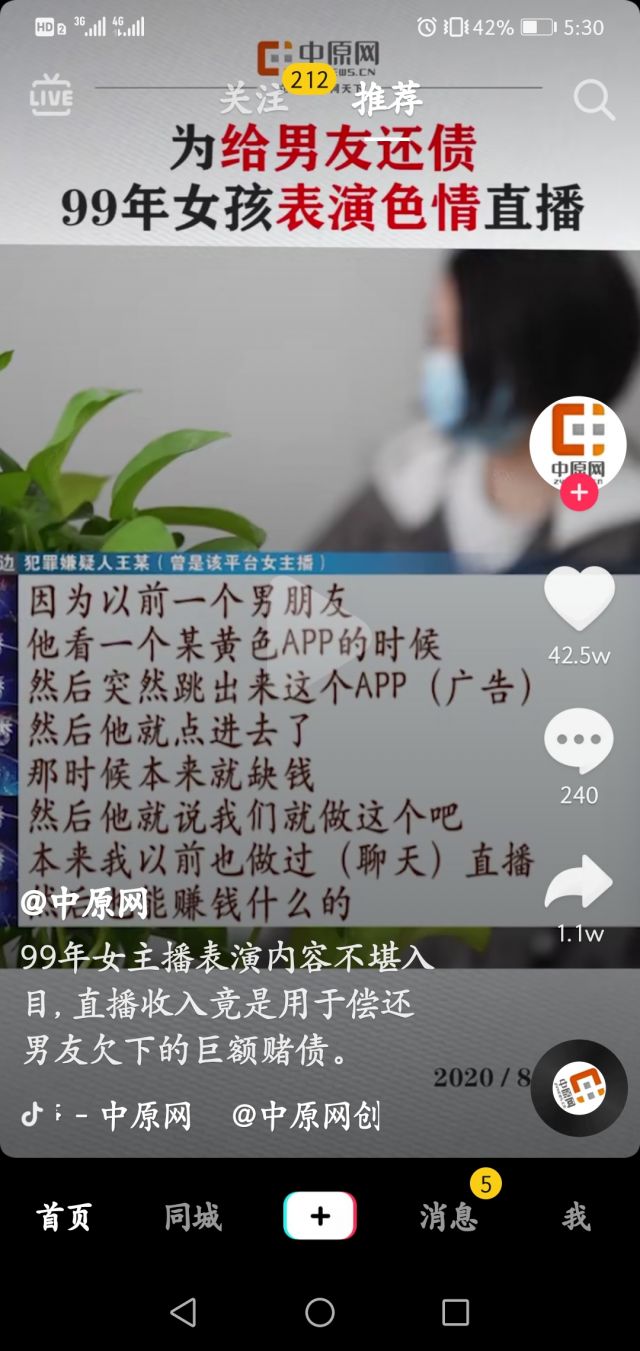 HD 2 3G 4G 42% 5:30
中原网
LIVE
关注
212
推荐
为给男友还债
99年女孩表演色情直播
中原网
边 犯罪嫌疑人王某（曾是该平台女主播）
因为以前一个男朋友
他看一个某黄色APP的时候
然后突然跳出来这个APP（广告）
然后他就点进去了
那时候本来就缺钱
然后他就说我们就做这个吧
本来我以前也做过（聊天）直播
能赚钱什么的
42.5w
240
1.1w
@中原网
99年女主播表演内容不堪入
目,直播收入竟是用于偿还
男友欠下的巨额赌债。
2020/8
- 中原网 @中原网创
中原网
首页
同城
消息
5
我